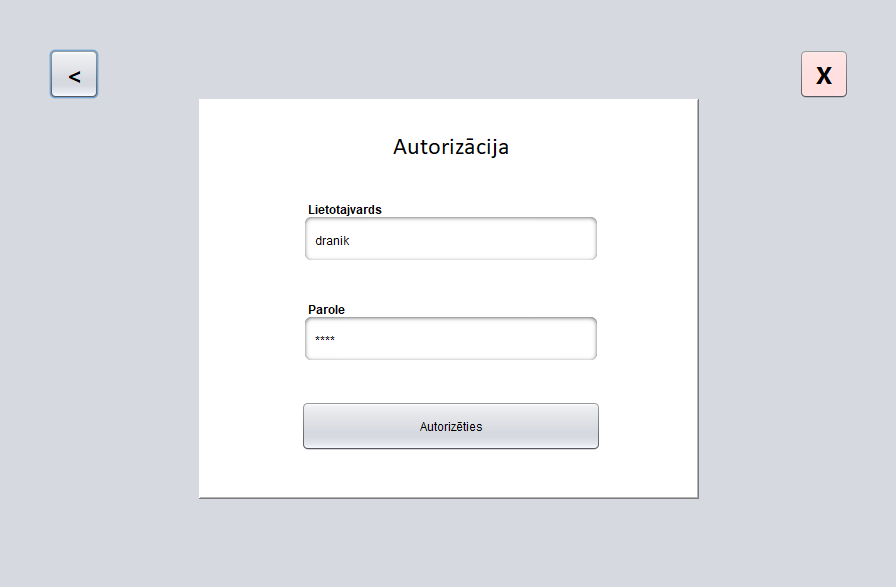 <
X
Autorizācija
Lietotajvards
dranik
Parole
****
Autorizēties